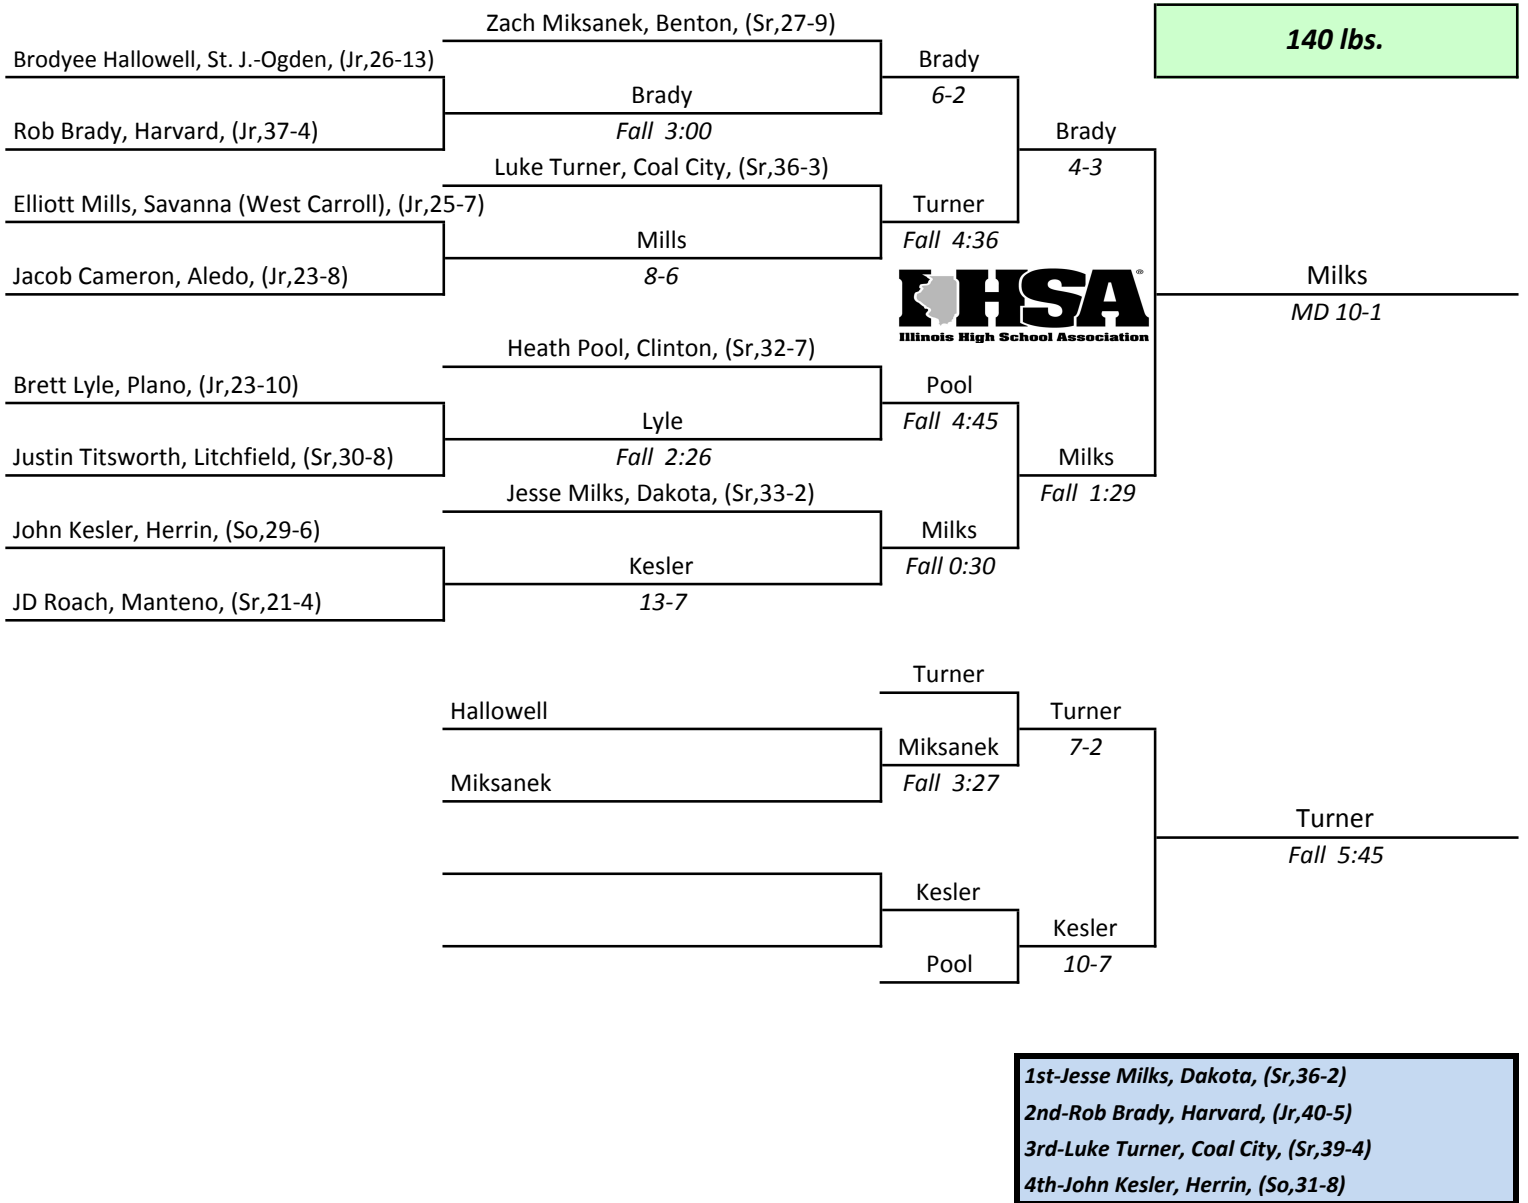 Zach Miksanek, Benton, (Sr,27-9)
140 lbs.
Brodyee Hallowell, St. J.-Ogden, (Jr,26-13)
Brady
Brady
6-2
Rob Brady, Harvard, (Jr,37-4)
Fall 3:00
Brady
Luke Turner, Coal City, (Sr,36-3)
4-3
Elliott Mills, Savanna (West Carroll), (Jr,25-7)
Turner
Mills
Fall 4:36
Jacob Cameron, Aledo, (Jr,23-8)
8-6
IHSA®
Illinois High School Association
Milks
MD 10-1
Heath Pool, Clinton, (Sr,32-7)
Brett Lyle, Plano, (Jr,23-10)
Pool
Lyle
Fall 4:45
Justin Titsworth, Litchfield, (Sr,30-8)
Fall 2:26
Milks
Jesse Milks, Dakota, (Sr,33-2)
Fall 1:29
John Kesler, Herrin, (So,29-6)
Milks
Kesler
Fall 0:30
JD Roach, Manteno, (Sr,21-4)
13-7
Turner
Hallowell
Turner
Miksanek
7-2
Miksanek
Fall 3:27
Turner
Fall 5:45
Kesler
Kesler
Pool
10-7
1st-Jesse Milks, Dakota, (Sr,36-2)
2nd-Rob Brady, Harvard, (Jr,40-5)
3rd-Luke Turner, Coal City, (Sr,39-4)
4th-John Kesler, Herrin, (So,31-8)